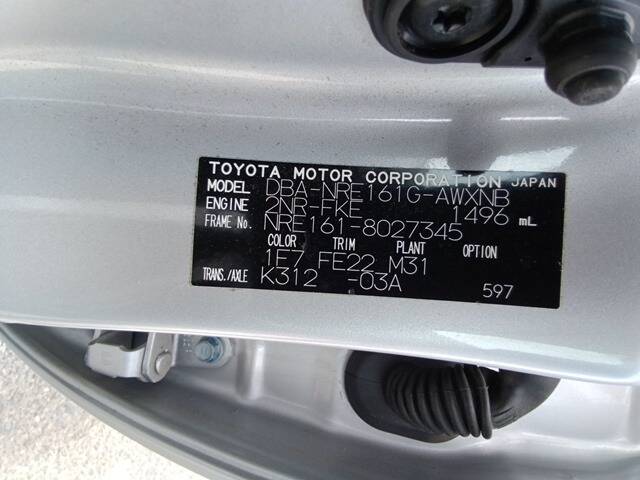 TOYOTA MOTOR CORPORATION JAPAN
MODEL DBA-NRE161G-AWXNB
ENGINE 2NR-FKE 1496 mL
FRAME No. NRE161-8027345
COLOR TRIM PLANT OPTION
1F7 FE22 M31
TRANS./AXLE K312 -03A
597